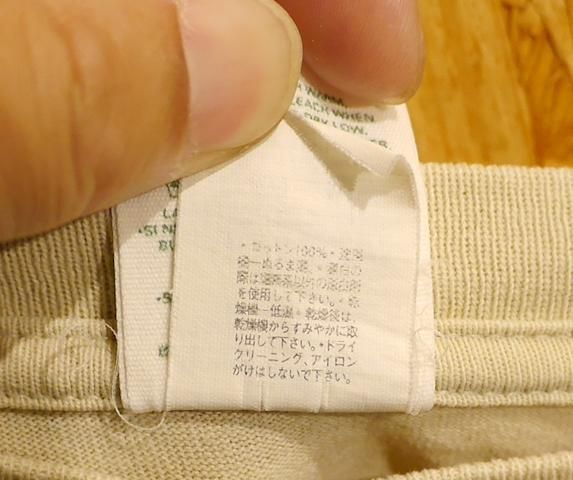 WARM.
BLEACH WHEN
DRY LOW.
・コットン100%・洗濯
機―ぬるま湯、・漂白の
際は塩素系以外の漂白剤
を使用して下さい。・乾
燥機―低温・乾燥後は、
乾燥機からすみやかに取
り出して下さい。・ドライ
クリーニング、アイロン
がけはしないで下さい。